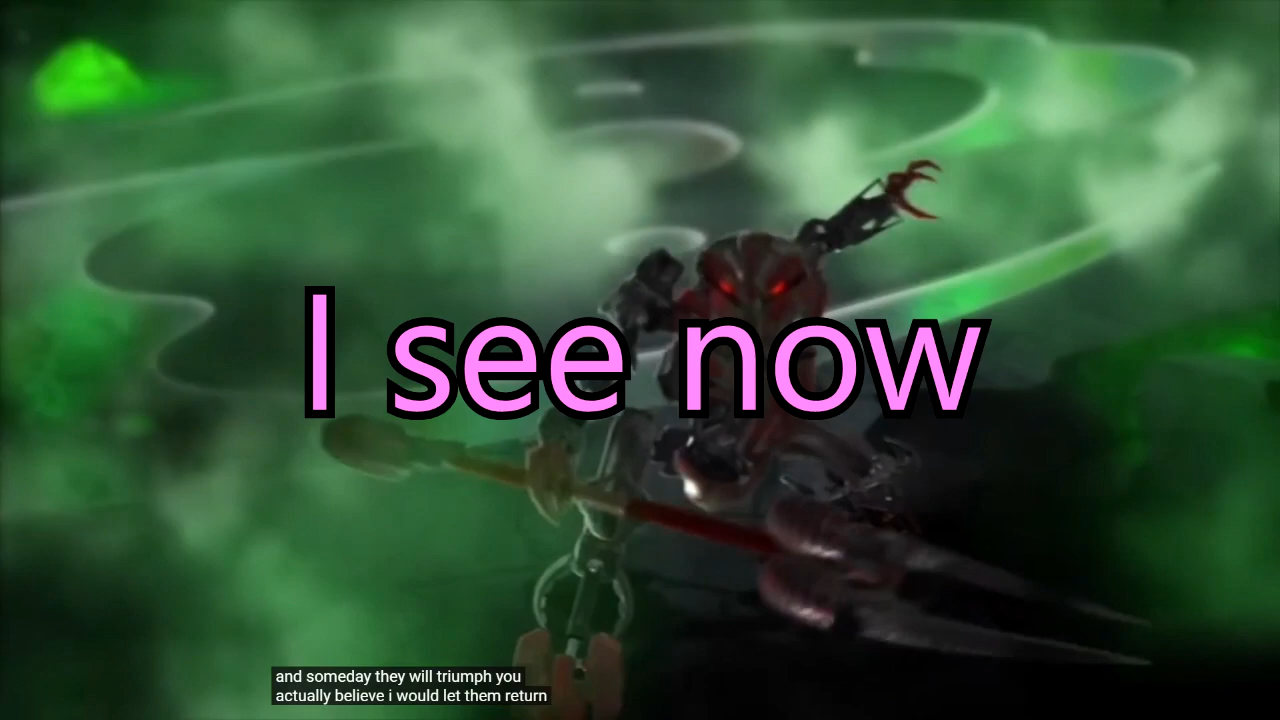 I see now
and someday they will triumph you
actually believe i would let them return